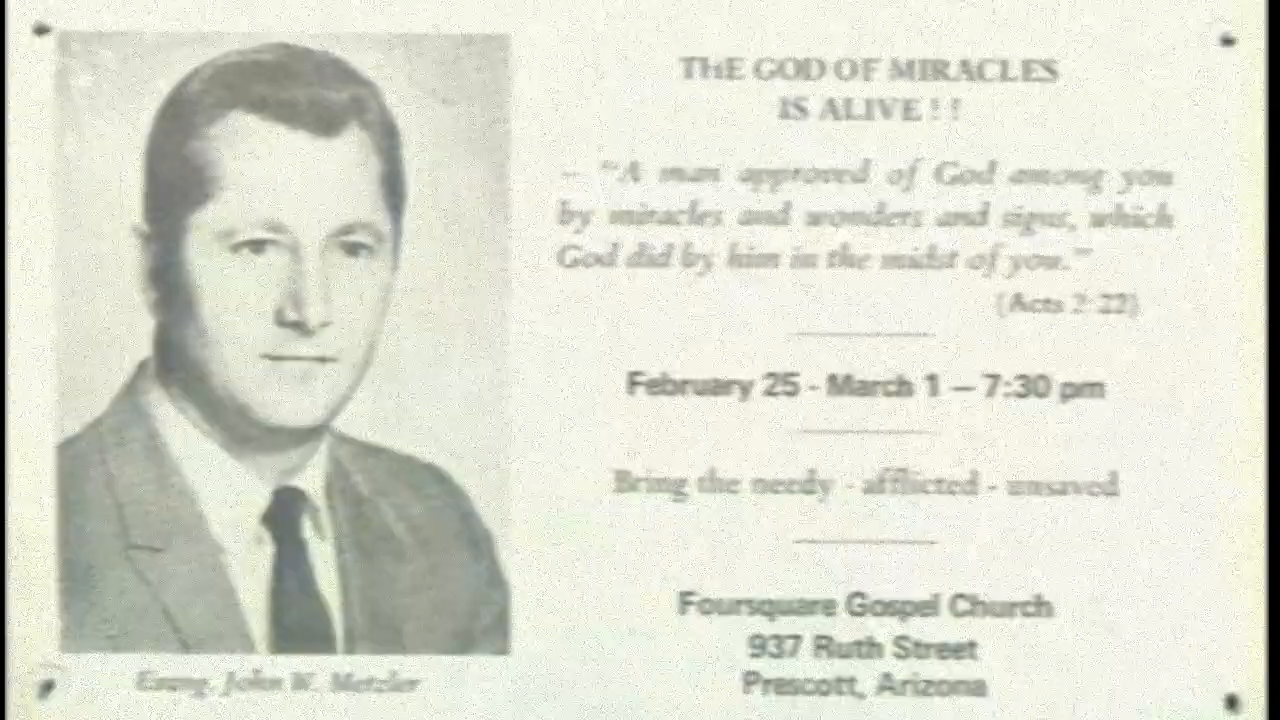 THE GOD OF MIRACLES
IS ALIVE ! !
– "A man approved of God among you
by miracles and wonders and signs, which
God did by him in the midst of you."
(Acts 2:22)
February 25 - March 1 – 7:30 pm
Bring the needy - afflicted - unsaved
Foursquare Gospel Church
937 Ruth Street
Prescott, Arizona
Evang. John W. Metzler